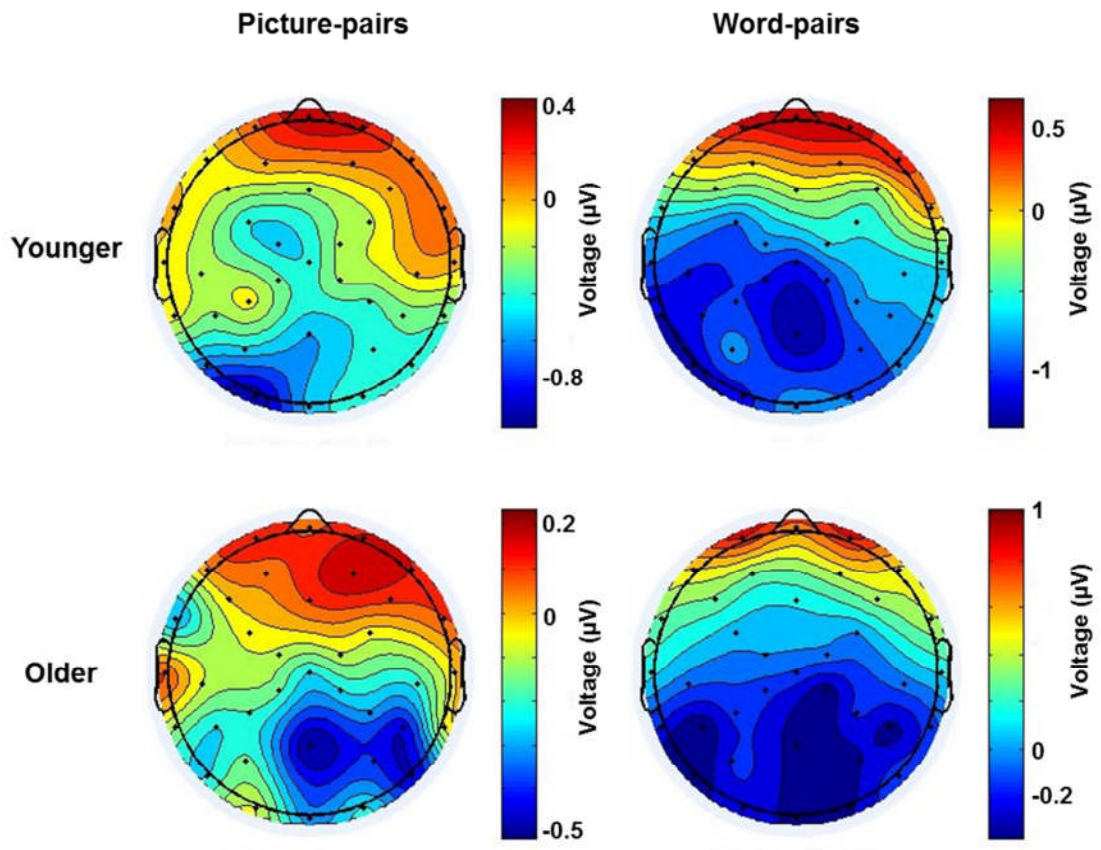 Picture-pairs
Word-pairs
Younger
0.4
0
-0.8
Voltage (µV)
0.5
0
-1
Voltage (µV)
Older
0.2
0
-0.5
Voltage (µV)
1
0
-0.2
Voltage (µV)